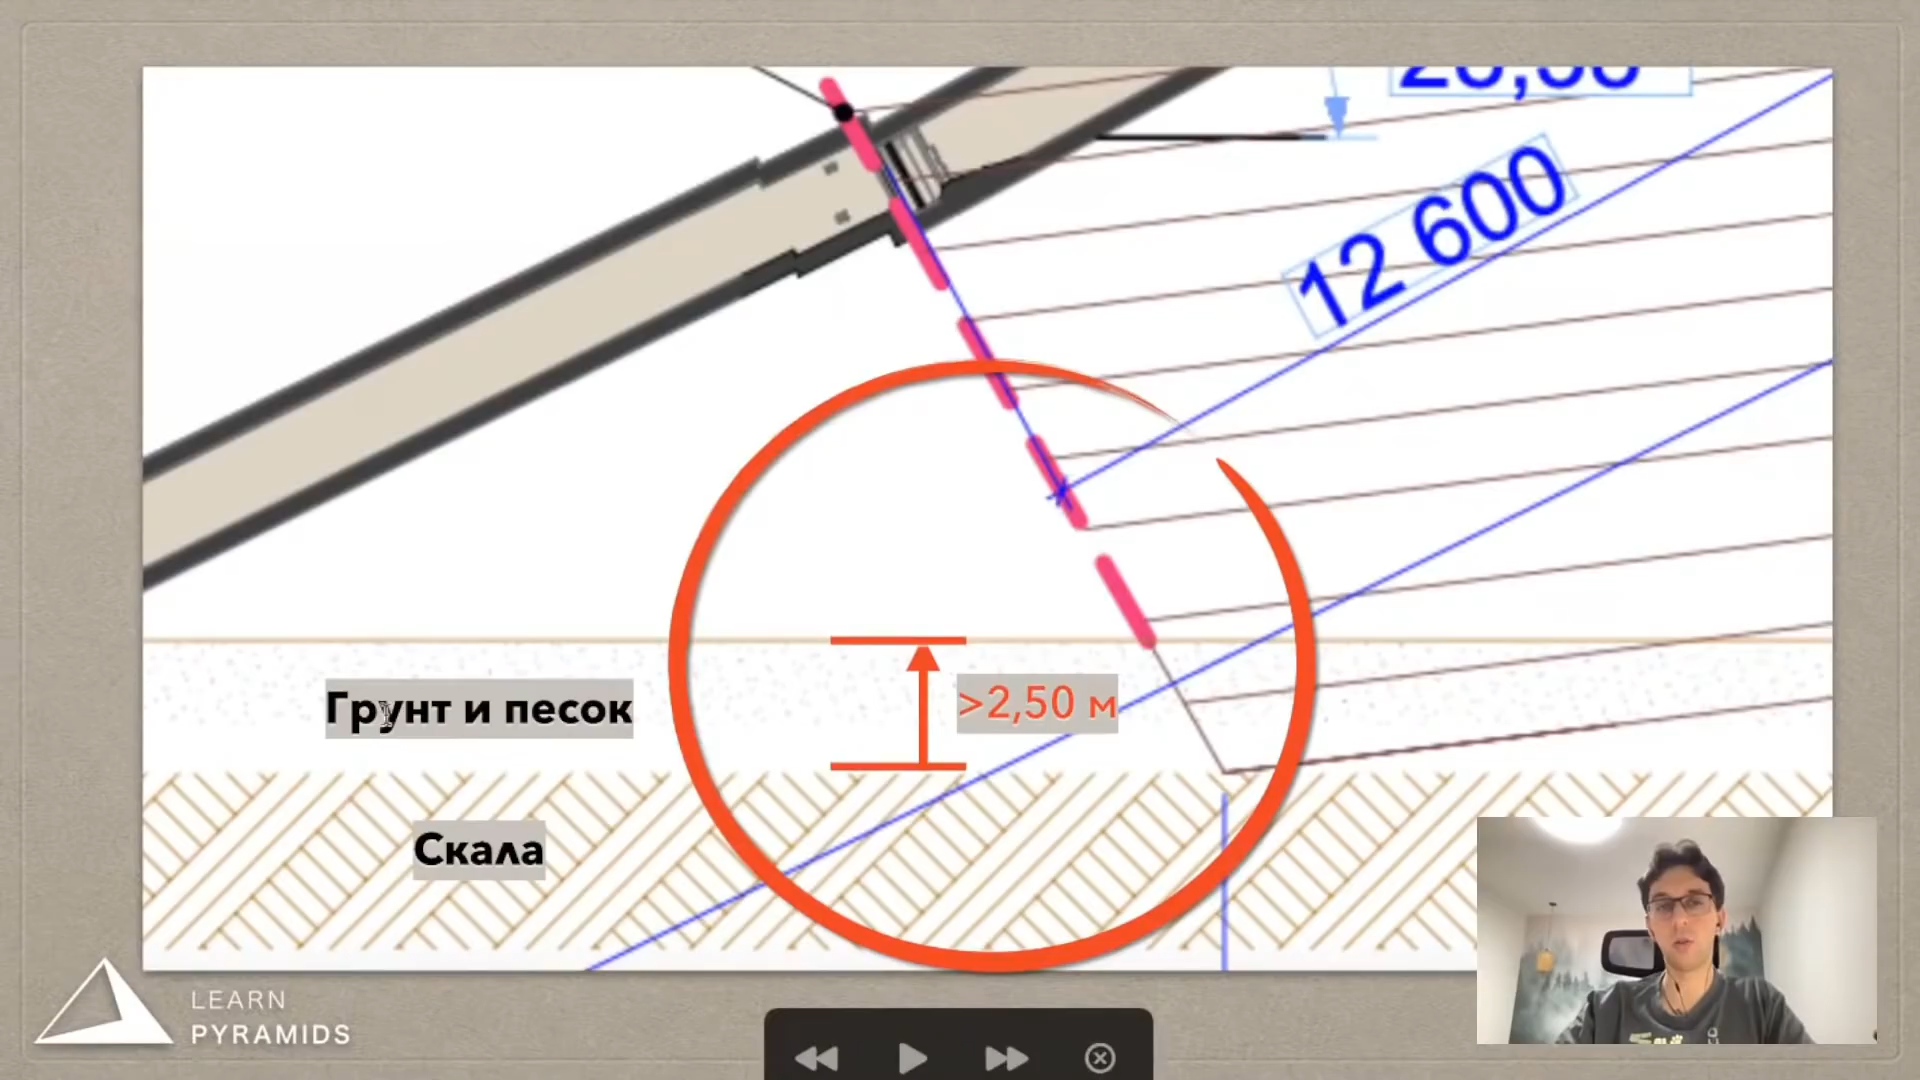 12 600
>2,50 м
Грунт и песок
Скала
LEARN
PYRAMIDS